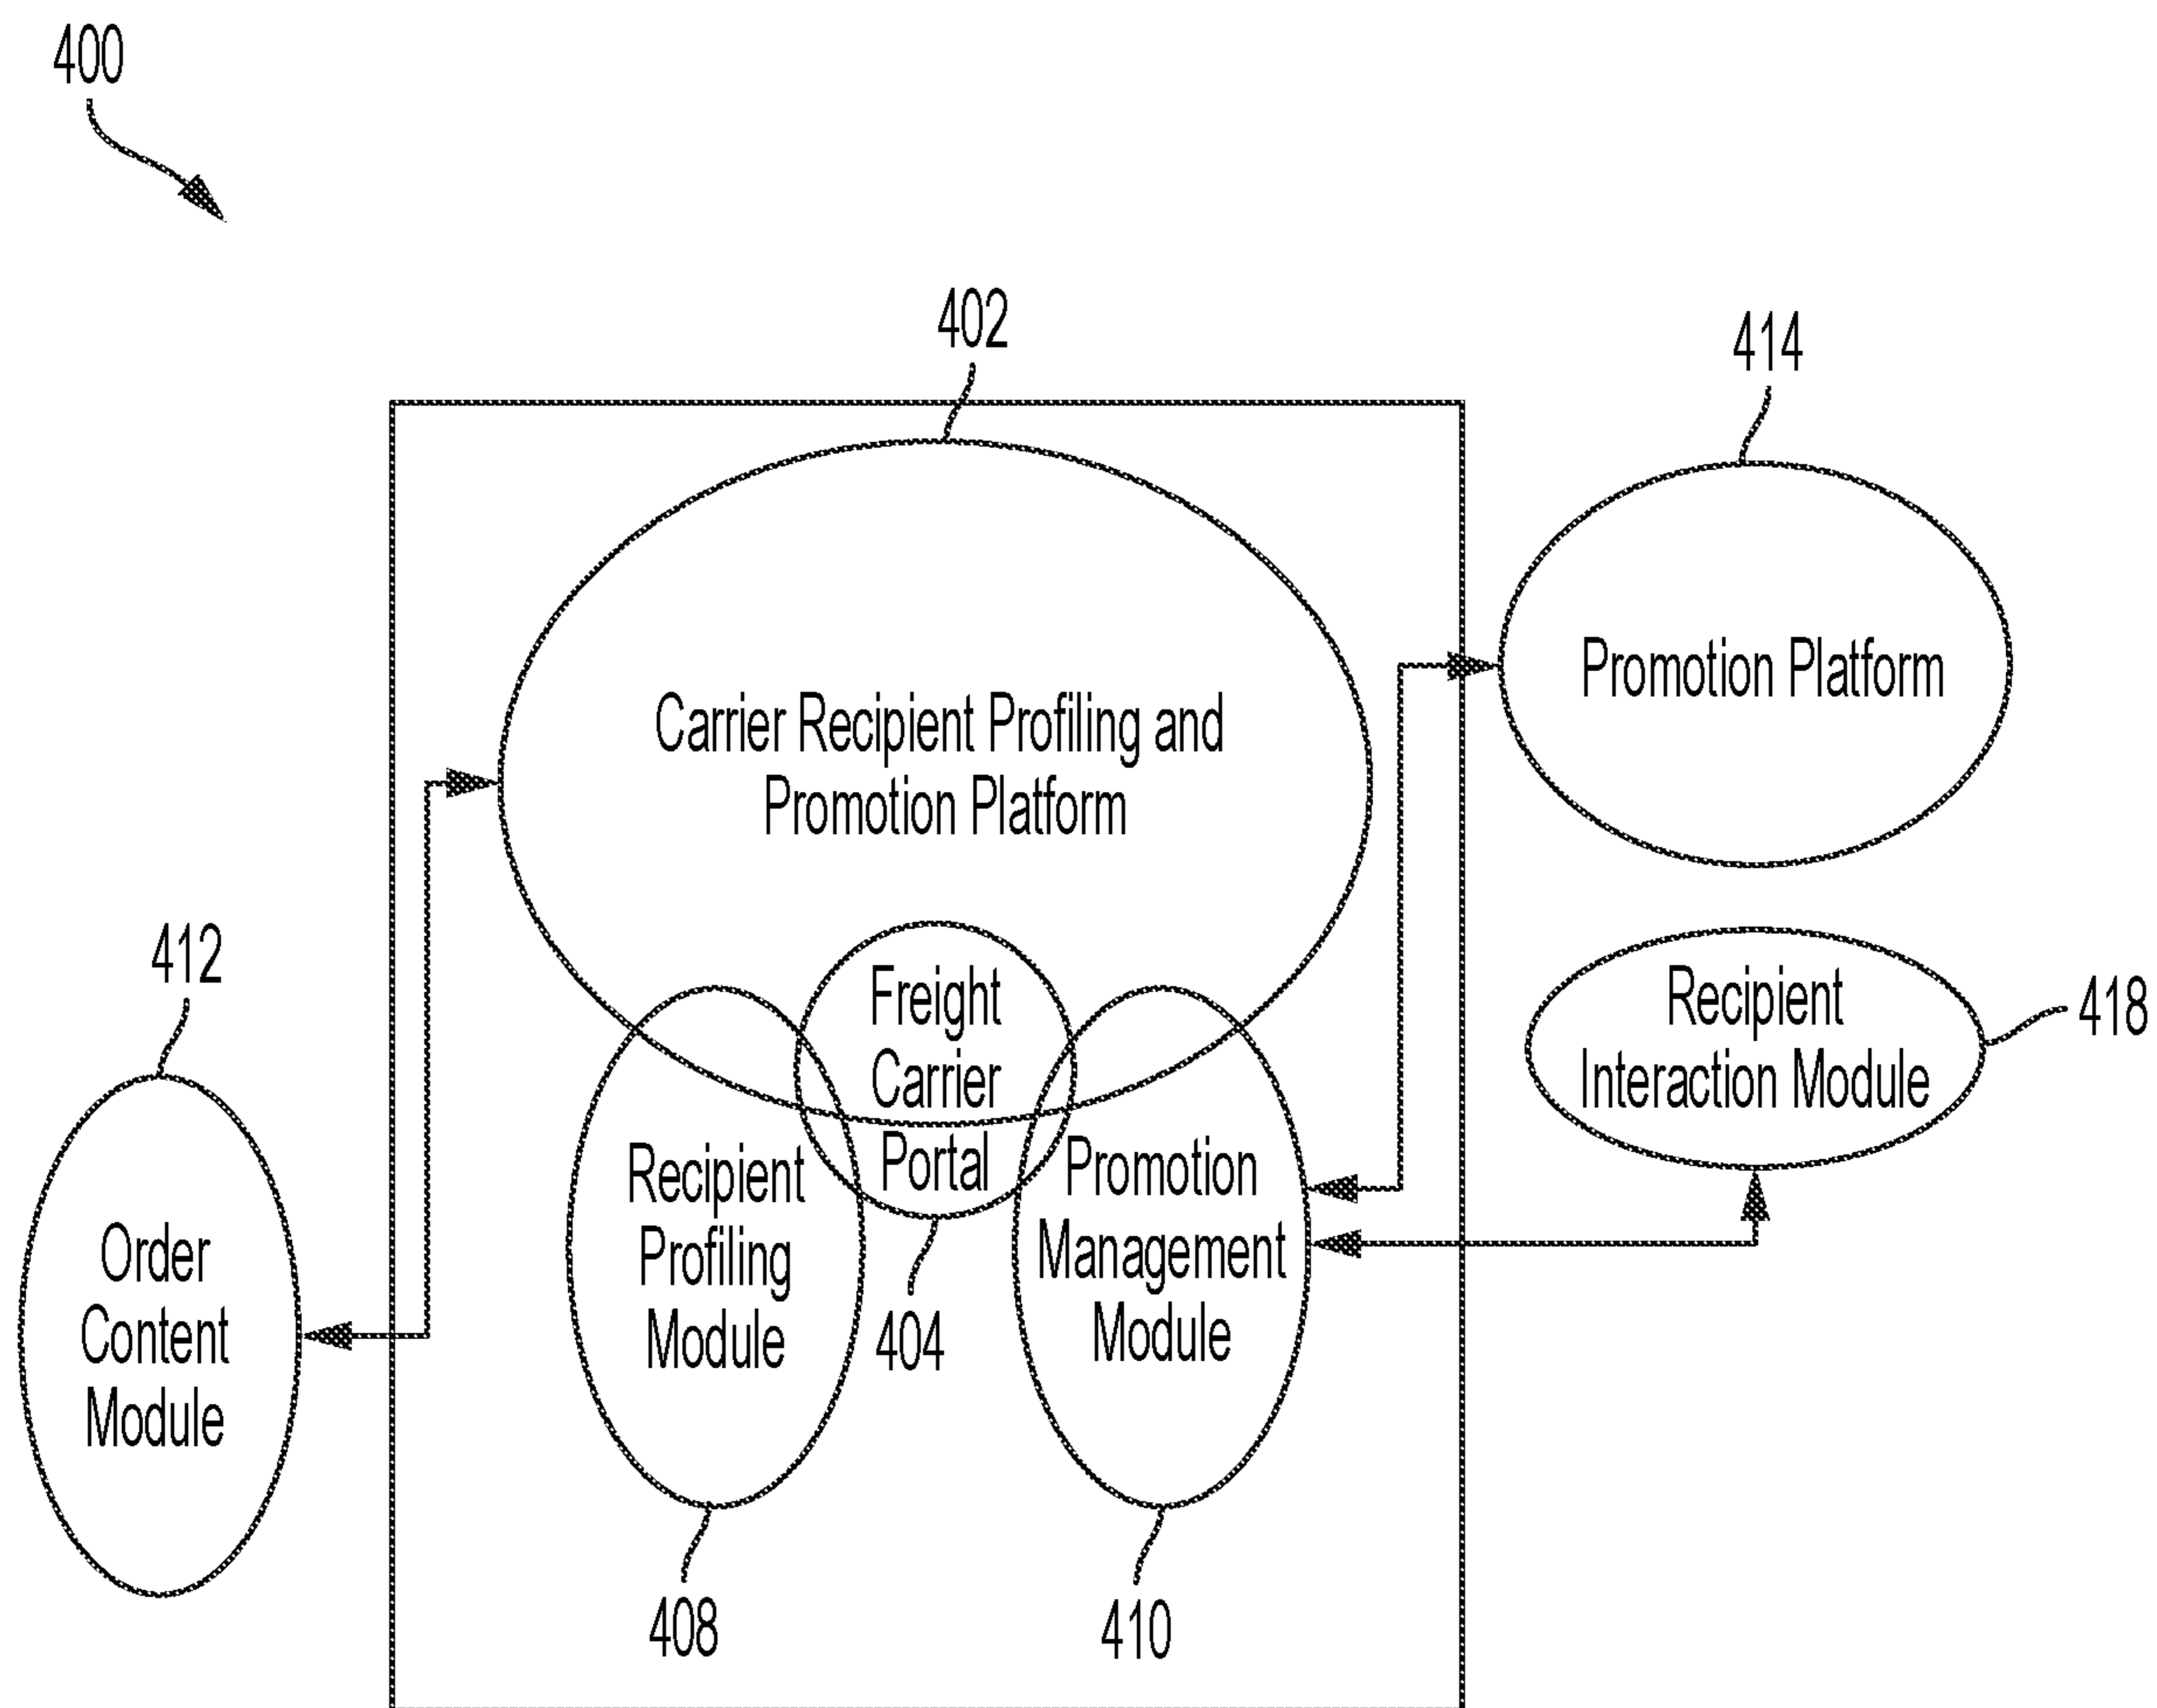 400
402
414
Carrier Recipient Profiling and
Promotion Platform
Promotion Platform
412
Freight
Carrier
Portal
Recipient
Interaction Module
418
Order
Content
Module
Recipient
Profiling
Module
404
Promotion
Management
Module
408
410